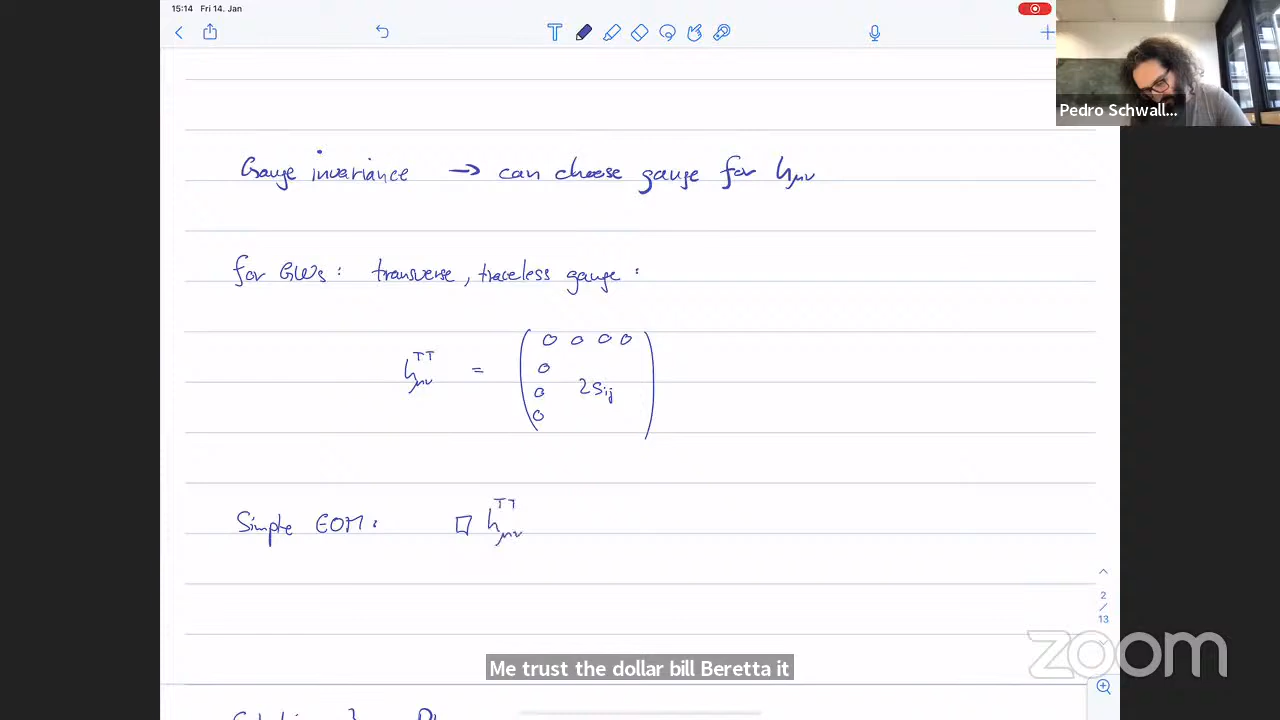 15:14 Fri 14. Jan
Pedro Schwall...
Gauge invariance → can choose gauge for hμν
for GWs: transverse, traceless gauge:
h^TT_μν = ( 0 0 0 0
0
0 2Sij
0 )
Simple EOM: □ h^TT_μν
2
/
13
zoom
Me trust the dollar bill Beretta it